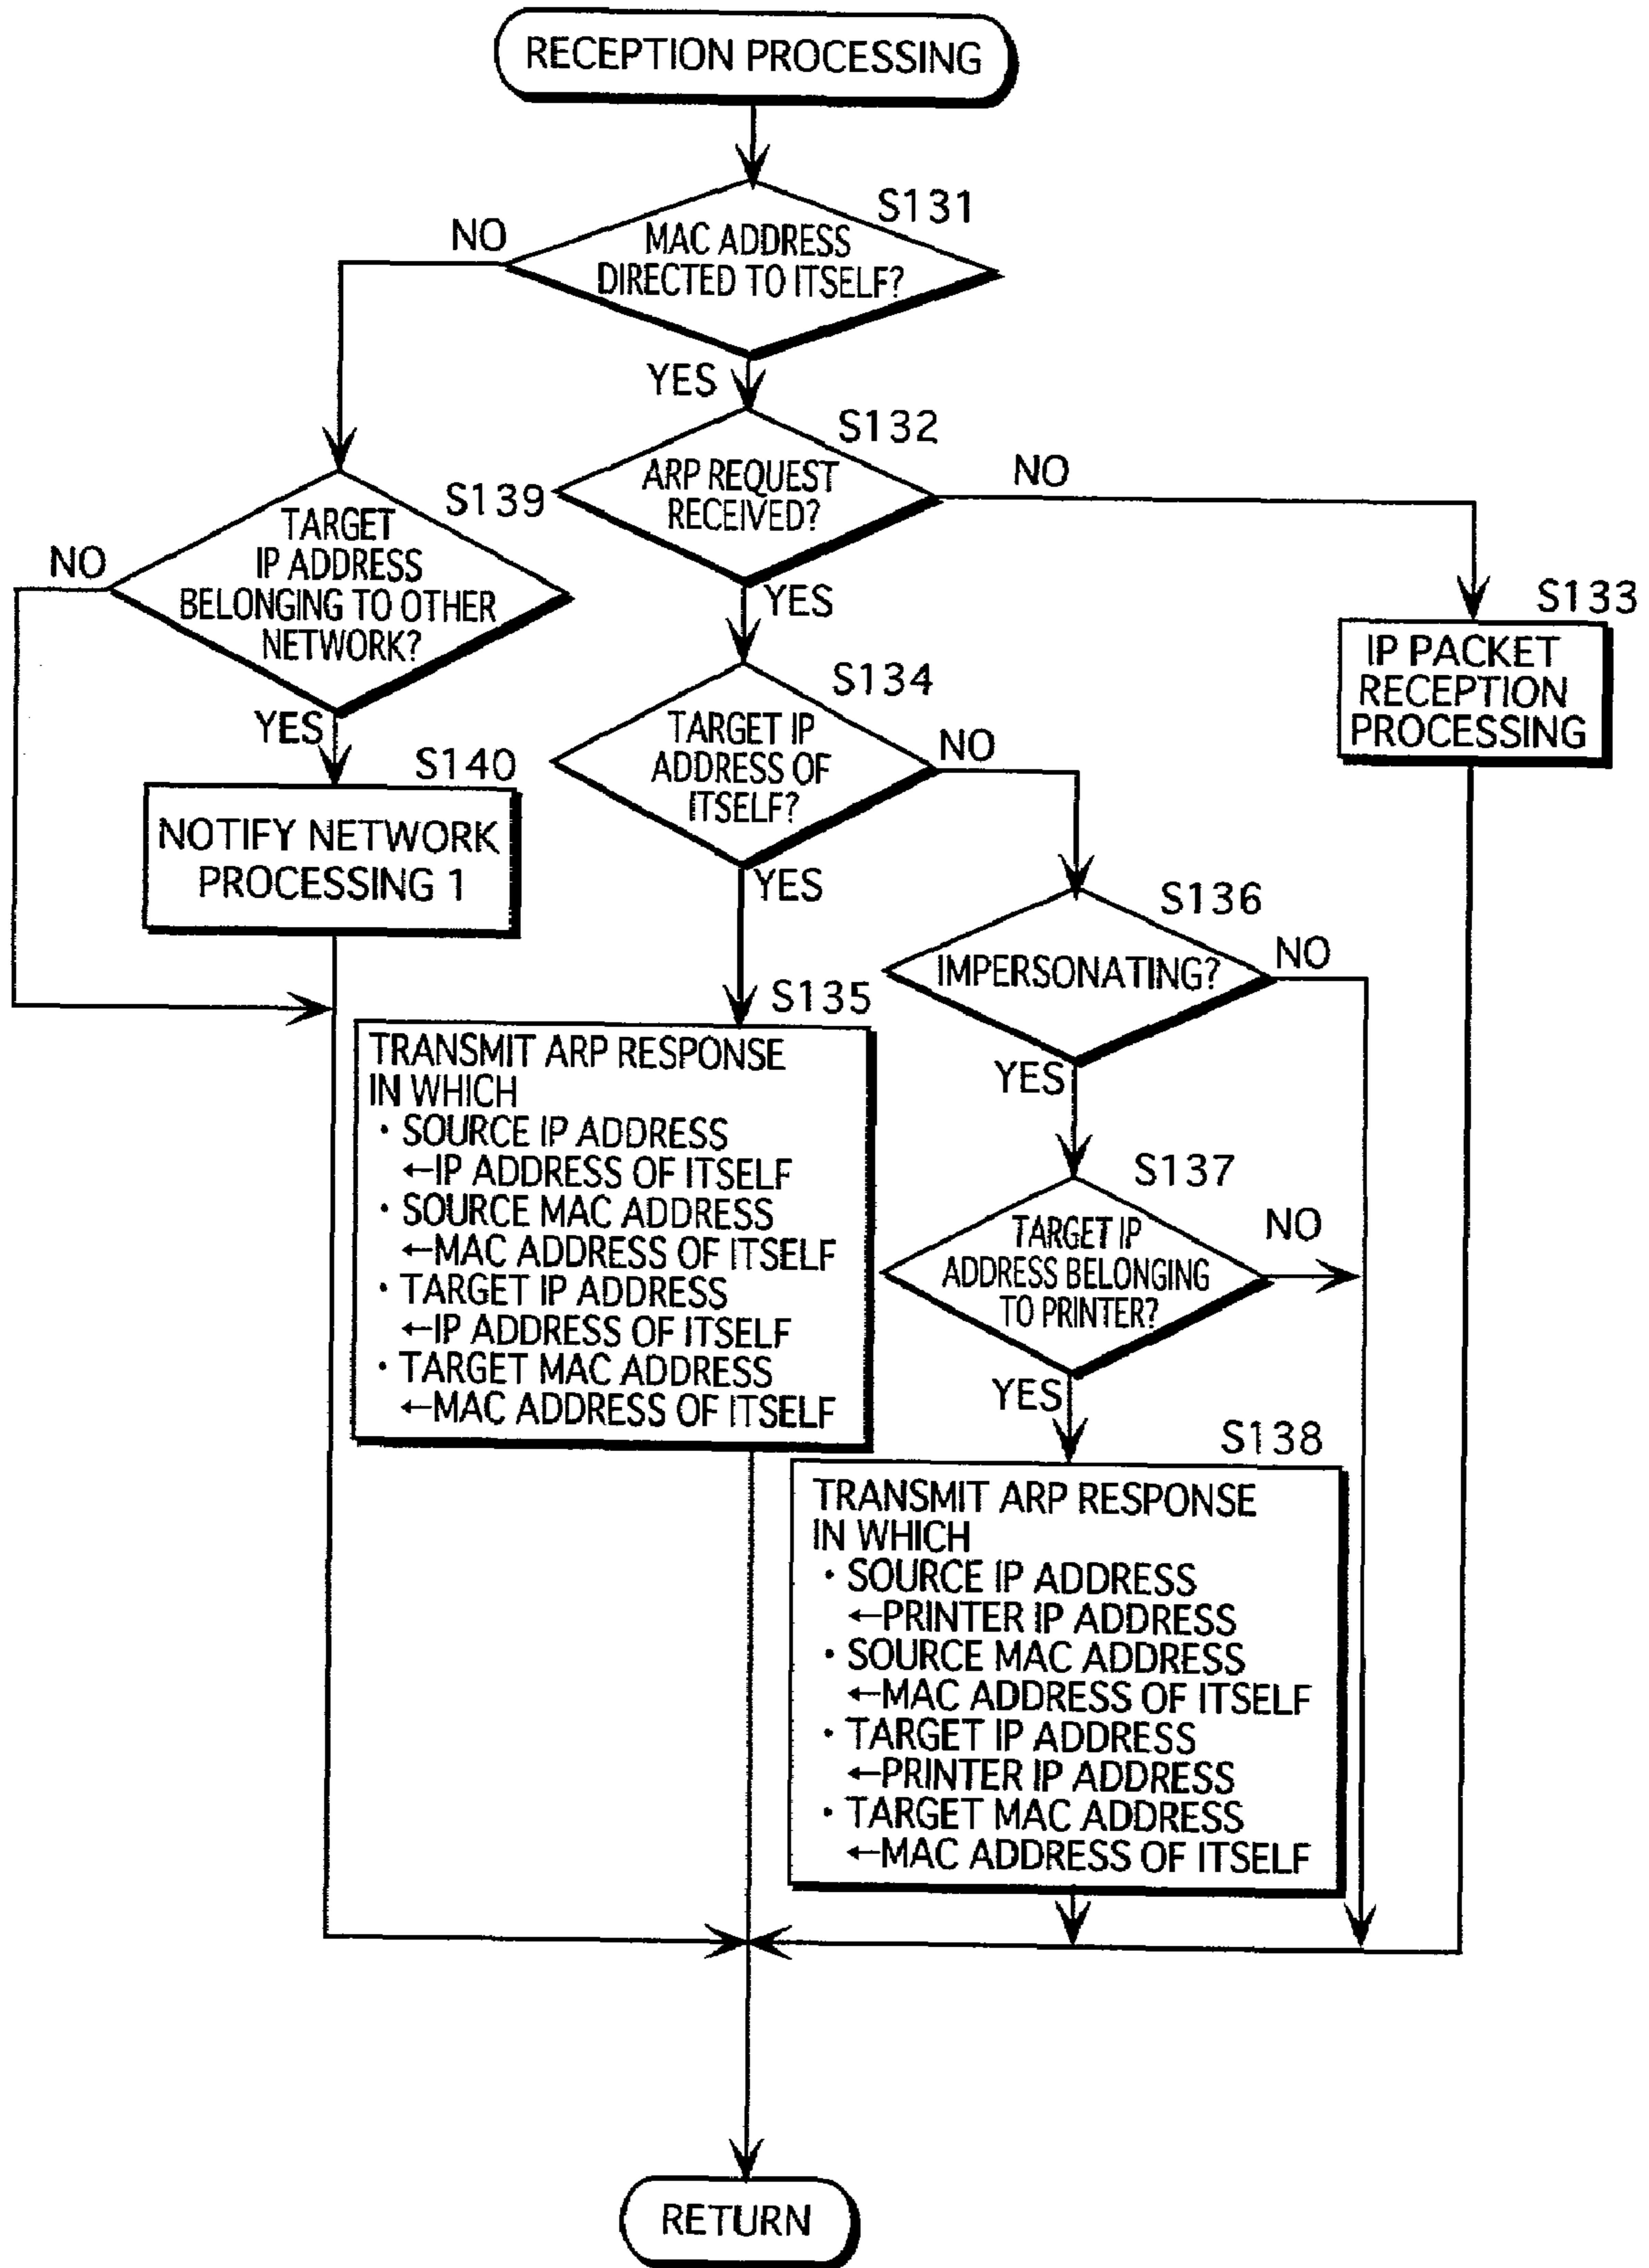 RECEPTION PROCESSING
S131
NO
MAC ADDRESS
DIRECTED TO ITSELF?
YES
S132
ARP REQUEST
RECEIVED?
NO
YES
S139
TARGET
IP ADDRESS
BELONGING TO OTHER
NETWORK?
NO
YES
S133
IP PACKET
RECEPTION
PROCESSING
S134
TARGET IP
ADDRESS OF
ITSELF?
NO
YES
S140
NOTIFY NETWORK
PROCESSING 1
S136
IMPERSONATING?
NO
YES
S135
TRANSMIT ARP RESPONSE
IN WHICH
・SOURCE IP ADDRESS
←IP ADDRESS OF ITSELF
・SOURCE MAC ADDRESS
←MAC ADDRESS OF ITSELF
・TARGET IP ADDRESS
←IP ADDRESS OF ITSELF
・TARGET MAC ADDRESS
←MAC ADDRESS OF ITSELF
S137
TARGET IP
ADDRESS BELONGING
TO PRINTER?
NO
YES
S138
TRANSMIT ARP RESPONSE
IN WHICH
・SOURCE IP ADDRESS
←PRINTER IP ADDRESS
・SOURCE MAC ADDRESS
←MAC ADDRESS OF ITSELF
・TARGET IP ADDRESS
←PRINTER IP ADDRESS
・TARGET MAC ADDRESS
←MAC ADDRESS OF ITSELF
RETURN